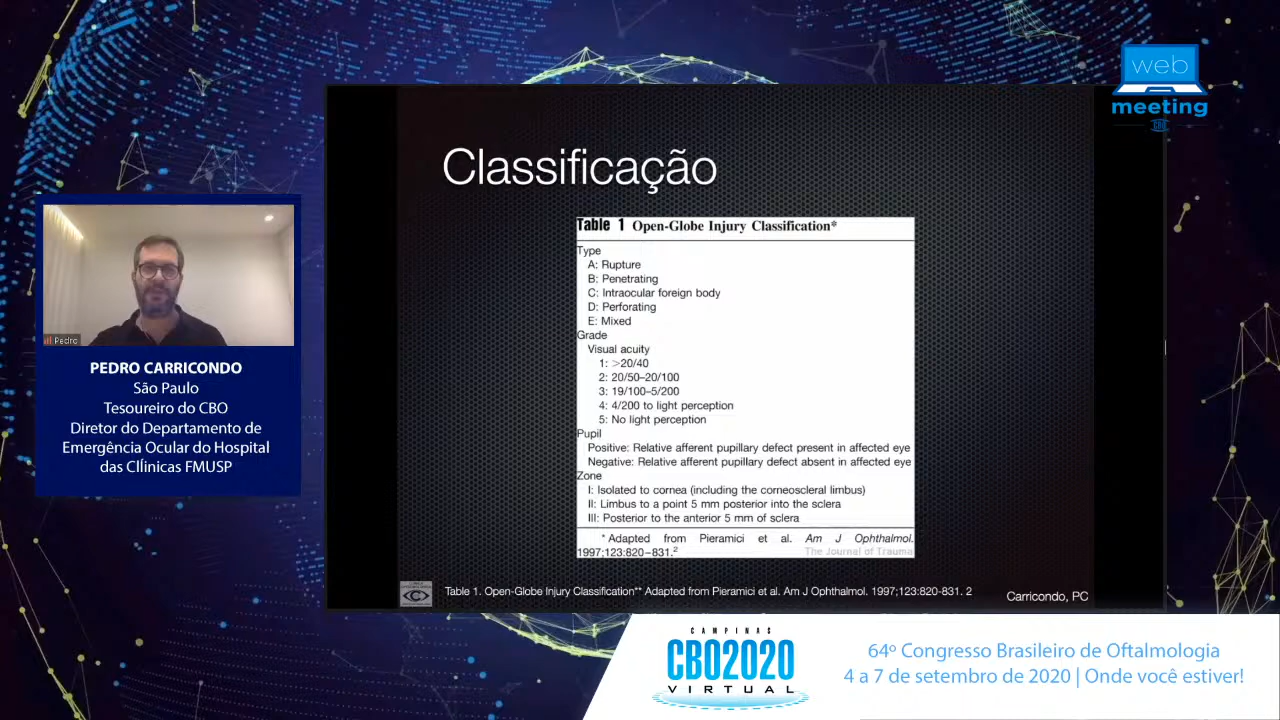 web
meeting
CBO
Classificação
Table 1 Open-Globe Injury Classification*
Type
A: Rupture
B: Penetrating
C: Intraocular foreign body
D: Perforating
E: Mixed
Grade
Visual acuity
1: >20/40
2: 20/50–20/100
3: 19/100–5/200
4: 4/200 to light perception
5: No light perception
Pupil
Positive: Relative afferent pupillary defect present in affected eye
Negative: Relative afferent pupillary defect absent in affected eye
Zone
I: Isolated to cornea (including the corneoscleral limbus)
II: Limbus to a point 5 mm posterior into the sclera
III: Posterior to the anterior 5 mm of sclera
* Adapted from Pieramici et al. Am J Ophthalmol.
1997;123:820–831.2
The Journal of Trauma
Table 1. Open-Globe Injury Classification** Adapted from Pieramici et al. Am J Ophthalmol. 1997;123:820-831. 2
Carricondo, PC
Pedro
PEDRO CARRICONDO
São Paulo
Tesoureiro do CBO
Diretor do Departamento de
Emergência Ocular do Hospital
das ClÍinicas FMUSP
CAMPINAS
CBO2020
VIRTUAL
64º Congresso Brasileiro de Oftalmologia
4 a 7 de setembro de 2020 | Onde você estiver!